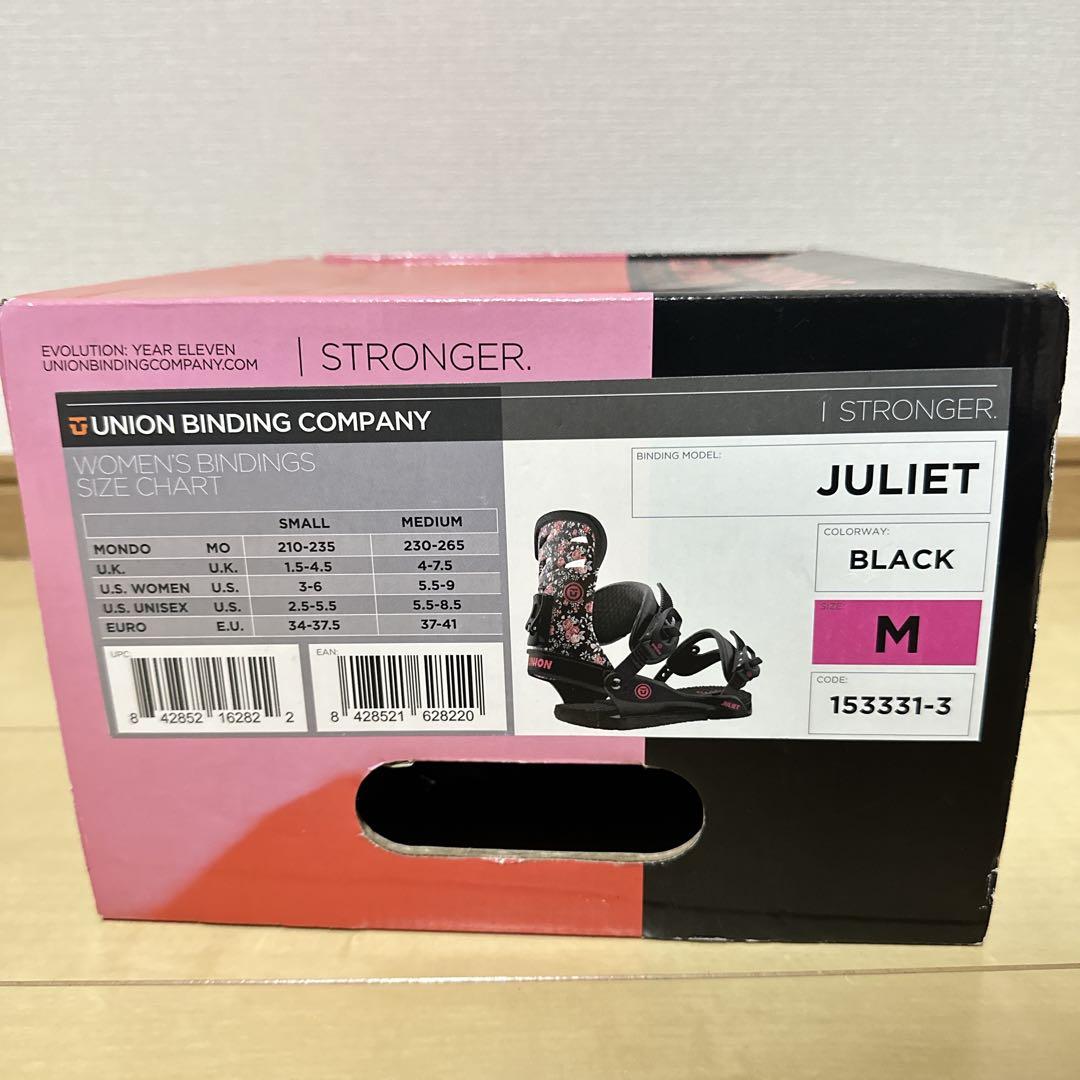 EVOLUTION: YEAR ELEVEN
UNIONBINDINGCOMPANY.COM
| STRONGER.
UNION BINDING COMPANY
| STRONGER.
WOMEN'S BINDINGS
SIZE CHART
SMALL MEDIUM
MONDO MO 210-235 230-265
U.K. U.K. 1.5-4.5 4-7.5
U.S. WOMEN U.S. 3-6 5.5-9
U.S. UNISEX U.S. 2.5-5.5 5.5-8.5
EURO E.U. 34-37.5 37-41
UPC:
8 42852 16282 2
EAN:
8 428521 628220
BINDING MODEL:
JULIET
COLORWAY:
BLACK
SIZE:
M
CODE:
153331-3
UNION
JULIET